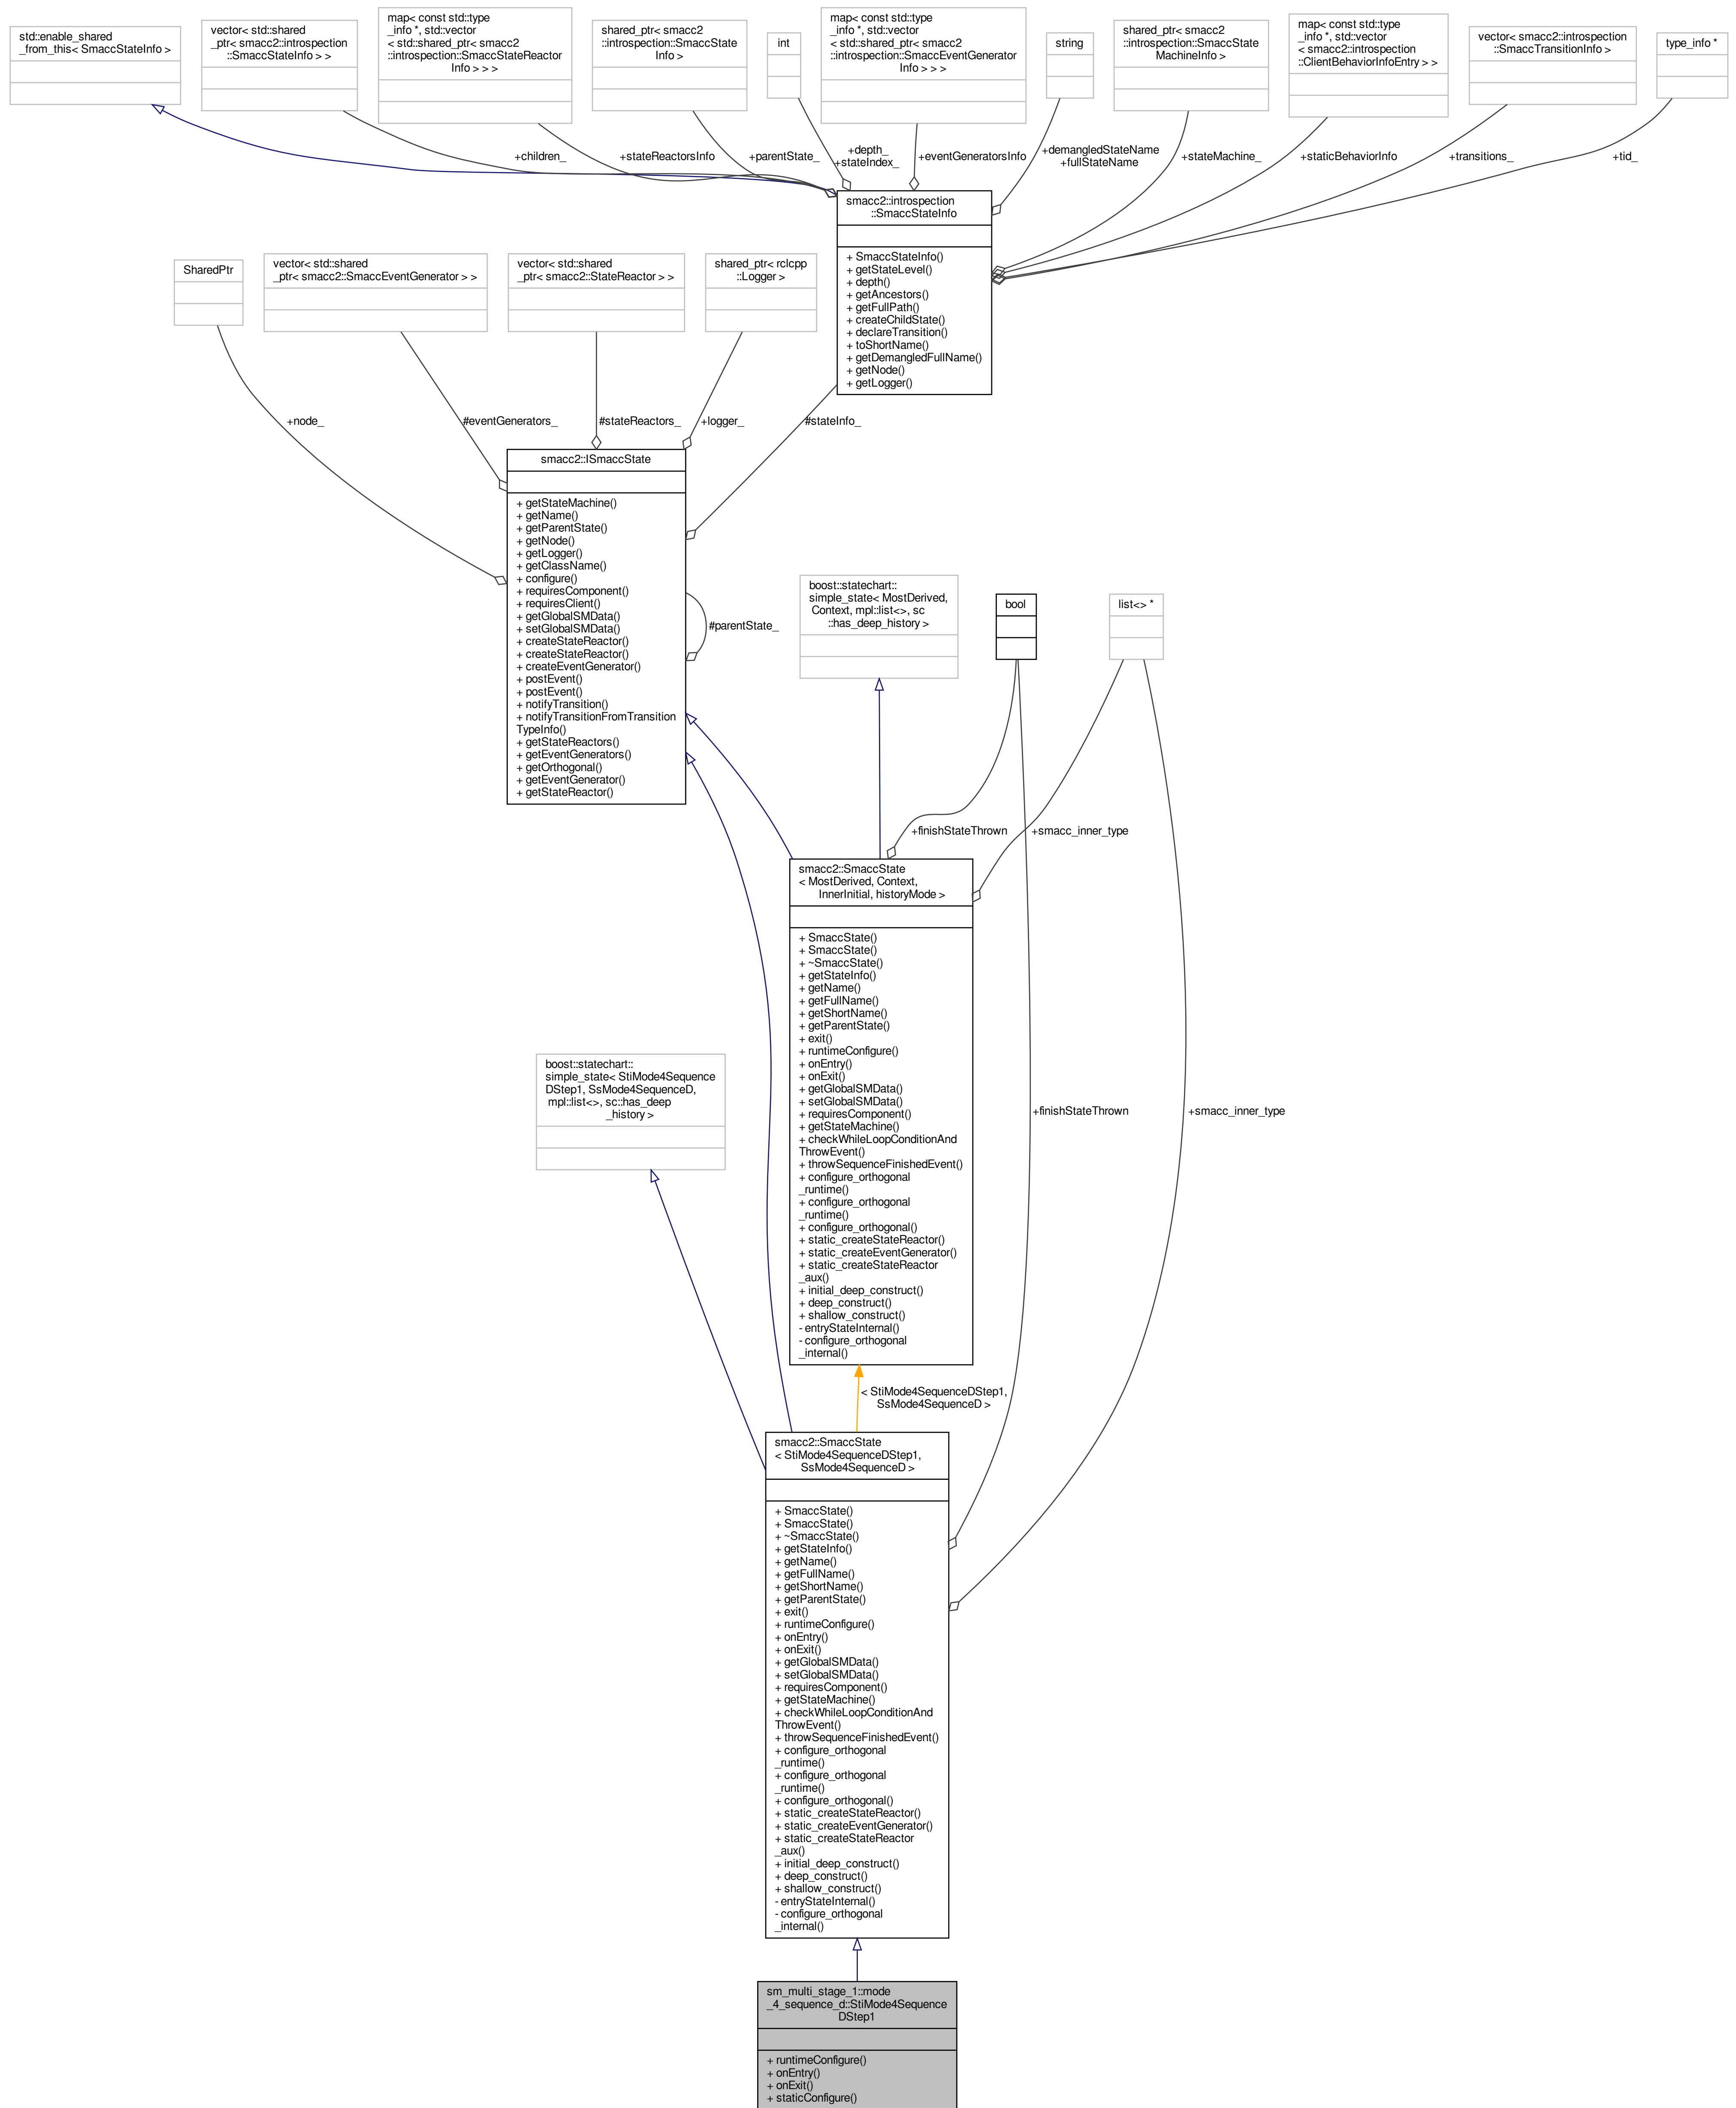 std::enable_shared
_from_this< SmaccStateInfo >
vector< std::shared
_ptr< smacc2::introspection
::SmaccStateInfo > >
map< const std::type
_info *, std::vector
< std::shared_ptr< smacc2
::introspection::SmaccStateReactor
Info > > >
shared_ptr< smacc2
::introspection::SmaccState
Info >
int
map< const std::type
_info *, std::vector
< std::shared_ptr< smacc2
::introspection::SmaccEventGenerator
Info > > >
string
shared_ptr< smacc2
::introspection::SmaccState
MachineInfo >
map< const std::type
_info *, std::vector
< smacc2::introspection
::ClientBehaviorInfoEntry > >
vector< smacc2::introspection
::SmaccTransitionInfo >
type_info *
+children_
+stateReactorsInfo
+parentState_
+depth_
+stateIndex_
+eventGeneratorsInfo
+demangledStateName
+fullStateName
+stateMachine_
+staticBehaviorInfo
+transitions_
+tid_
smacc2::introspection
::SmaccStateInfo
+ SmaccStateInfo()
+ getStateLevel()
+ depth()
+ getAncestors()
+ getFullPath()
+ createChildState()
+ declareTransition()
+ toShortName()
+ getDemangledFullName()
+ getNode()
+ getLogger()
SharedPtr
vector< std::shared
_ptr< smacc2::SmaccEventGenerator > >
vector< std::shared
_ptr< smacc2::StateReactor > >
shared_ptr< rclcpp
::Logger >
+node_
#eventGenerators_
#stateReactors_
+logger_
#stateInfo_
smacc2::ISmaccState
+ getStateMachine()
+ getName()
+ getParentState()
+ getNode()
+ getLogger()
+ getClassName()
+ configure()
+ requiresComponent()
+ requiresClient()
+ getGlobalSMData()
+ setGlobalSMData()
+ createStateReactor()
+ createStateReactor()
+ createEventGenerator()
+ postEvent()
+ postEvent()
+ notifyTransition()
+ notifyTransitionFromTransition
TypeInfo()
+ getStateReactors()
+ getEventGenerators()
+ getOrthogonal()
+ getEventGenerator()
+ getStateReactor()
#parentState_
boost::statechart::
simple_state< MostDerived,
Context, mpl::list<>, sc
::has_deep_history >
bool
list<> *
+finishStateThrown
+smacc_inner_type
smacc2::SmaccState
< MostDerived, Context,
InnerInitial, historyMode >
+ SmaccState()
+ SmaccState()
+ ~SmaccState()
+ getStateInfo()
+ getName()
+ getFullName()
+ getShortName()
+ getParentState()
+ exit()
+ runtimeConfigure()
+ onEntry()
+ onExit()
+ getGlobalSMData()
+ setGlobalSMData()
+ requiresComponent()
+ getStateMachine()
+ checkWhileLoopConditionAnd
ThrowEvent()
+ throwSequenceFinishedEvent()
+ configure_orthogonal
_runtime()
+ configure_orthogonal
_runtime()
+ configure_orthogonal()
+ static_createStateReactor()
+ static_createEventGenerator()
+ static_createStateReactor
_aux()
+ initial_deep_construct()
+ deep_construct()
+ shallow_construct()
- entryStateInternal()
- configure_orthogonal
_internal()
boost::statechart::
simple_state< StiMode4Sequence
DStep1, SsMode4SequenceD,
mpl::list<>, sc::has_deep
_history >
+finishStateThrown
+smacc_inner_type
< StiMode4SequenceDStep1,
SsMode4SequenceD >
smacc2::SmaccState
< StiMode4SequenceDStep1,
SsMode4SequenceD >
+ SmaccState()
+ SmaccState()
+ ~SmaccState()
+ getStateInfo()
+ getName()
+ getFullName()
+ getShortName()
+ getParentState()
+ exit()
+ runtimeConfigure()
+ onEntry()
+ onExit()
+ getGlobalSMData()
+ setGlobalSMData()
+ requiresComponent()
+ getStateMachine()
+ checkWhileLoopConditionAnd
ThrowEvent()
+ throwSequenceFinishedEvent()
+ configure_orthogonal
_runtime()
+ configure_orthogonal
_runtime()
+ configure_orthogonal()
+ static_createStateReactor()
+ static_createEventGenerator()
+ static_createStateReactor
_aux()
+ initial_deep_construct()
+ deep_construct()
+ shallow_construct()
- entryStateInternal()
- configure_orthogonal
_internal()
sm_multi_stage_1::mode
_4_sequence_d::StiMode4Sequence
DStep1
+ runtimeConfigure()
+ onEntry()
+ onExit()
+ staticConfigure()